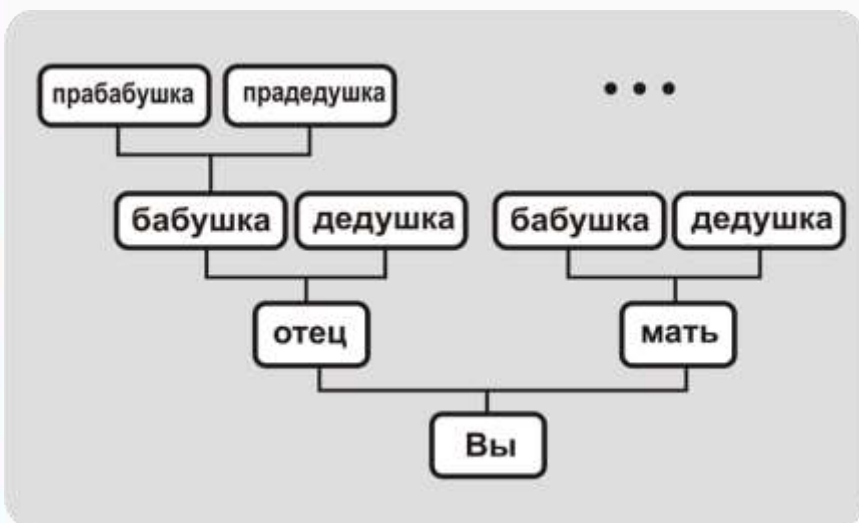 прабабушка прадедушка • • •
бабушка дедушка бабушка дедушка
отец мать
Вы